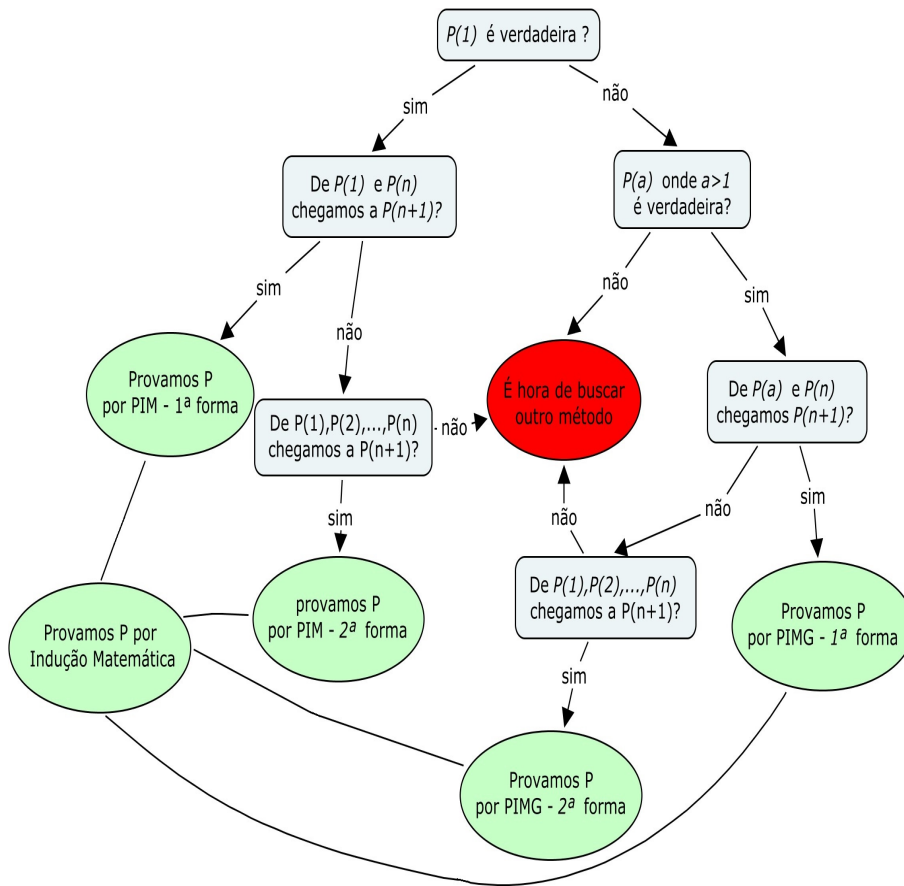 P(1) é verdadeira ?
sim
não
De P(1) e P(n)
chegamos a P(n+1)?
P(a) onde a>1
é verdadeira?
sim
não
não
sim
Provamos P
por PIM - 1ª forma
É hora de buscar
outro método
De P(a) e P(n)
chegamos P(n+1)?
De P(1),P(2),...,P(n)
chegamos a P(n+1)?
não
sim
não
não
sim
De P(1),P(2),...,P(n)
chegamos a P(n+1)?
provamos P
por PIM - 2ª forma
Provamos P por
Indução Matemática
Provamos P
por PIMG - 1ª forma
sim
Provamos P
por PIMG - 2ª forma